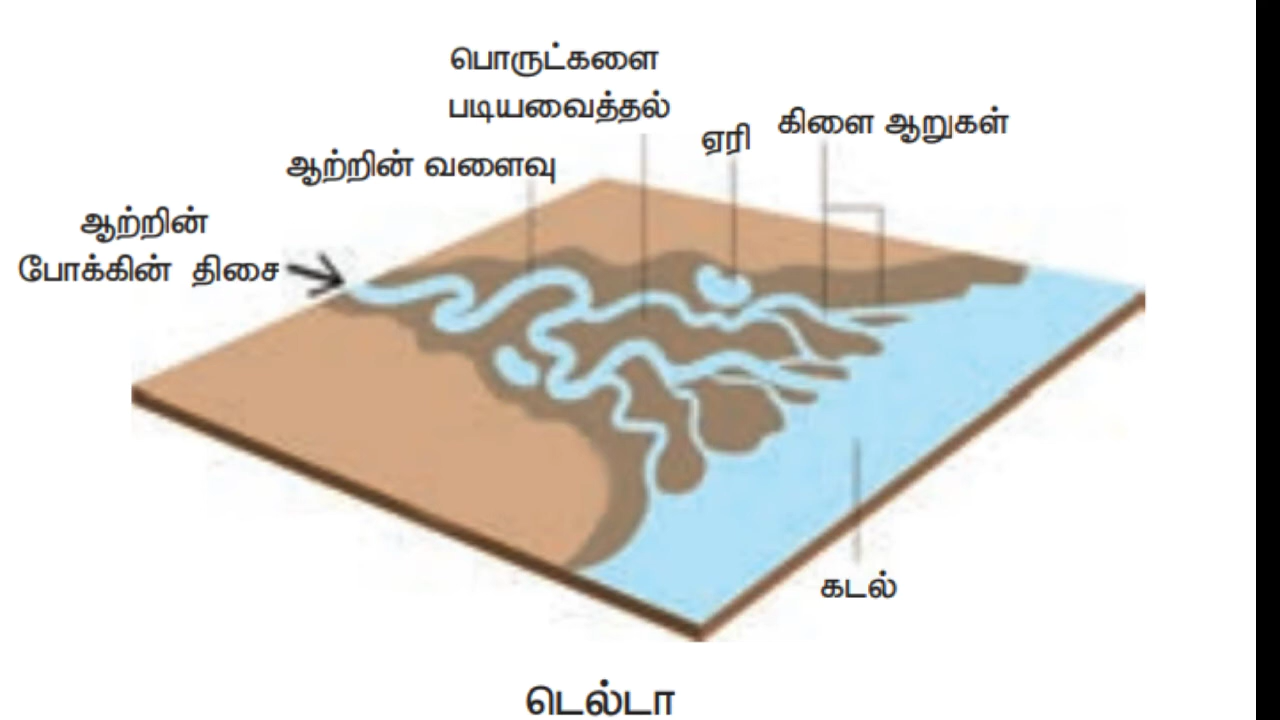 பொருட்களை
படியவைத்தல்
ஏரி
கிளை ஆறுகள்
ஆற்றின் வளைவு
ஆற்றின்
போக்கின் திசை
கடல்
டெல்டா